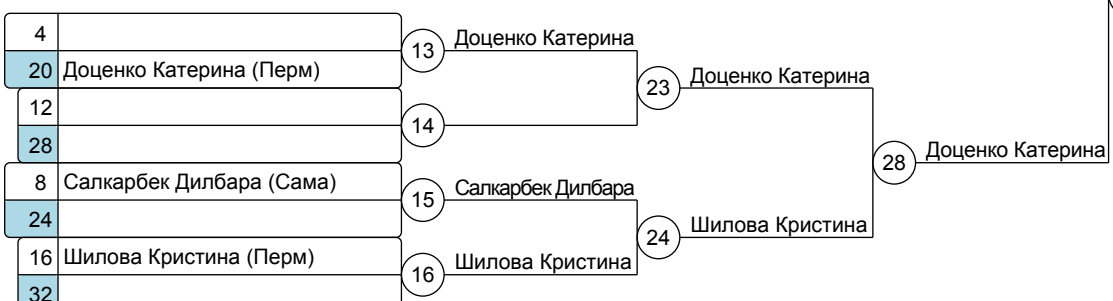 4
20 Доценко Катерина (Перм)
12
28
8 Салкарбек Дилбара (Сама)
24
16 Шилова Кристина (Перм)
32
13 Доценко Катерина
14
15 Салкарбек Дилбара
16 Шилова Кристина
23 Доценко Катерина
24 Шилова Кристина
28 Доценко Катерина